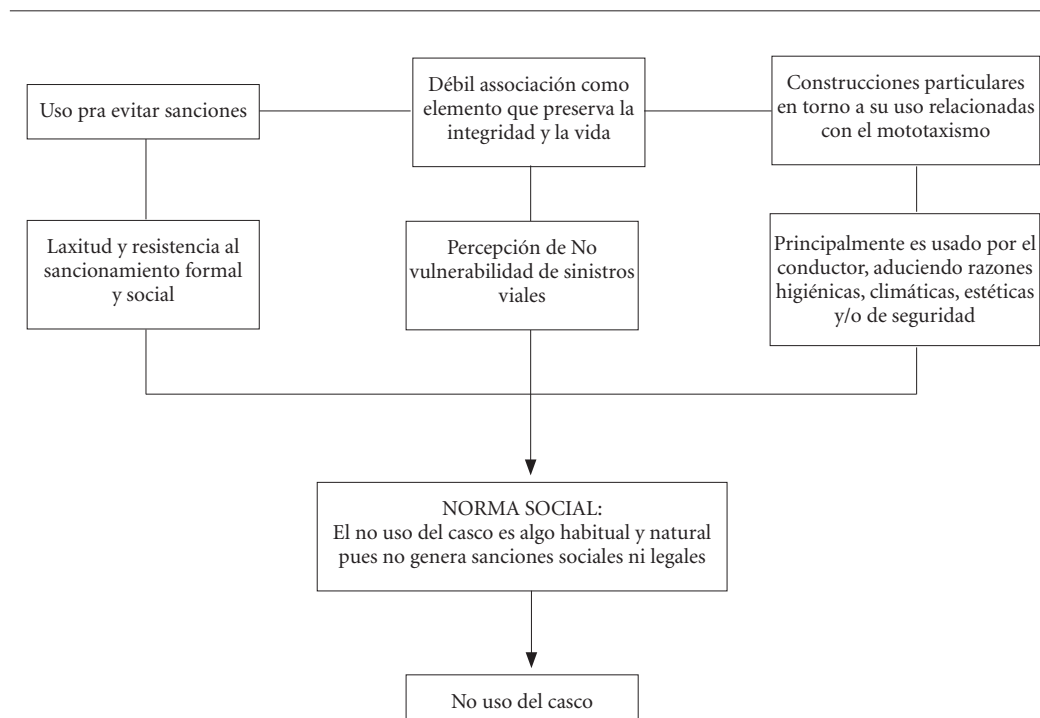 Uso pra evitar sanciones
Débil associación como
elemento que preserva la
integridad y la vida
Construcciones particulares
en torno a su uso relacionadas
con el mototaxismo
Laxitud y resistencia al
sancionamiento formal
y social
Percepción de No
vulnerabilidad de sinistros
viales
Principalmente es usado por el
conductor, aduciendo razones
higiénicas, climáticas, estéticas
y/o de seguridad
NORMA SOCIAL:
El no uso del casco es algo habitual y natural
pues no genera sanciones sociales ni legales
No uso del casco